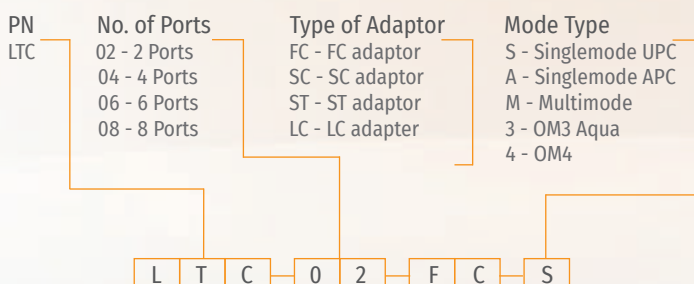 PN
LTC
No. of Ports
02 - 2 Ports
04 - 4 Ports
06 - 6 Ports
08 - 8 Ports
Type of Adaptor
FC - FC adaptor
SC - SC adaptor
ST - ST adaptor
LC - LC adapter
Mode Type
S - Singlemode UPC
A - Singlemode APC
M - Multimode
3 - OM3 Aqua
4 - OM4
L T C 0 2 F C S